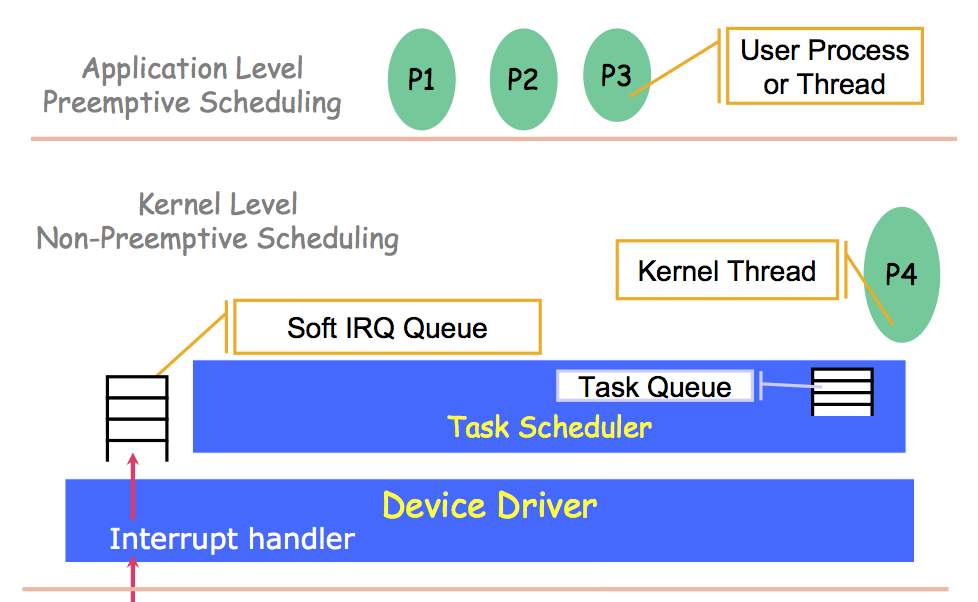 Application Level
Preemptive Scheduling
P1
P2
P3
User Process
or Thread
Kernel Level
Non-Preemptive Scheduling
Kernel Thread
P4
Soft IRQ Queue
Task Queue
Task Scheduler
Device Driver
Interrupt handler